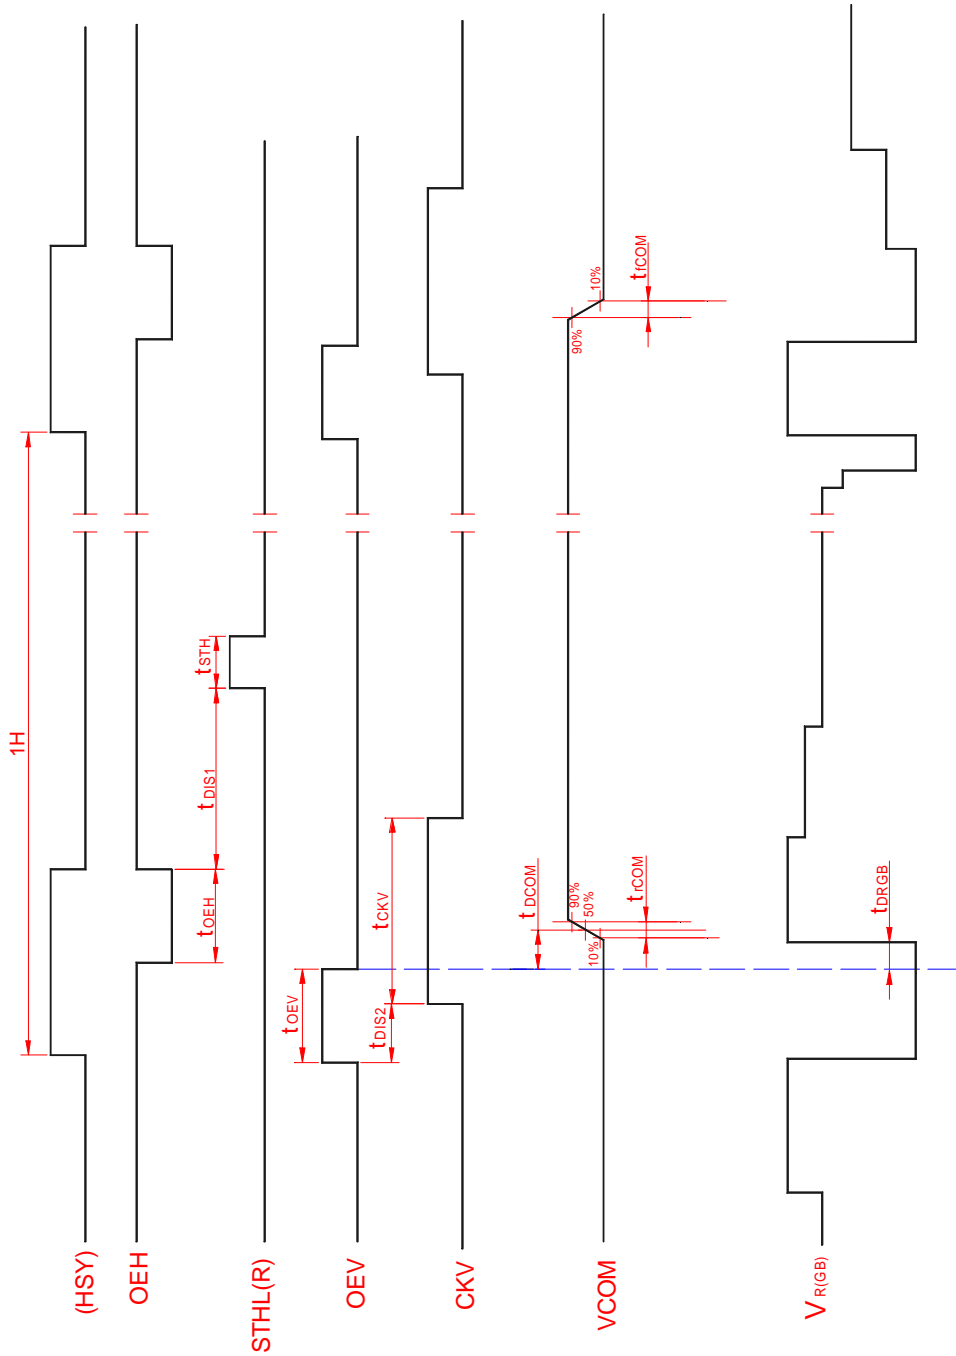 (HSY)
1H
OEH
tOEH
tDIS1
tSTH
STHL(R)
OEV
tOEV
tDIS2
tCKV
CKV
VCOM
t DCOM
10%
50%
90%
trCOM
90%
10%
tfCOM
V R(GB)
tDRGB